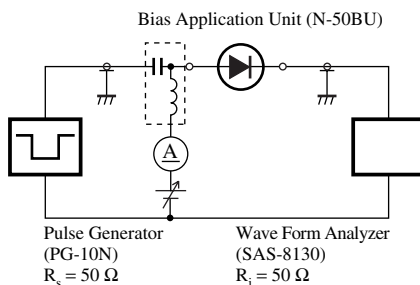 Bias Application Unit (N-50BU)
A
Pulse Generator
(PG-10N)
Rs = 50 Ω
Wave Form Analyzer
(SAS-8130)
Ri = 50 Ω